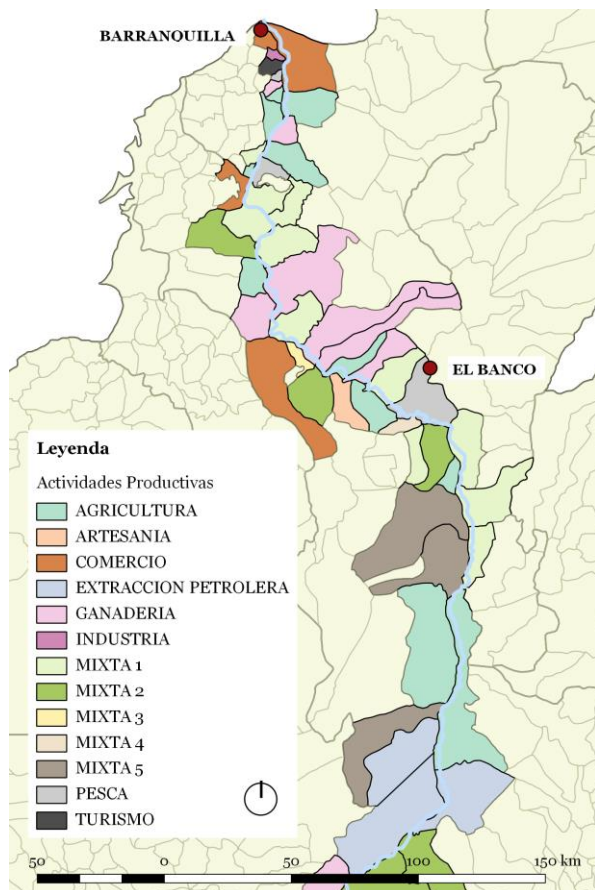 BARRANQUILLA
EL BANCO
Leyenda
Actividades Productivas
AGRICULTURA
ARTESANIA
COMERCIO
EXTRACCION PETROLERA
GANADERIA
INDUSTRIA
MIXTA 1
MIXTA 2
MIXTA 3
MIXTA 4
MIXTA 5
PESCA
TURISMO
50 0 50 100 150 km